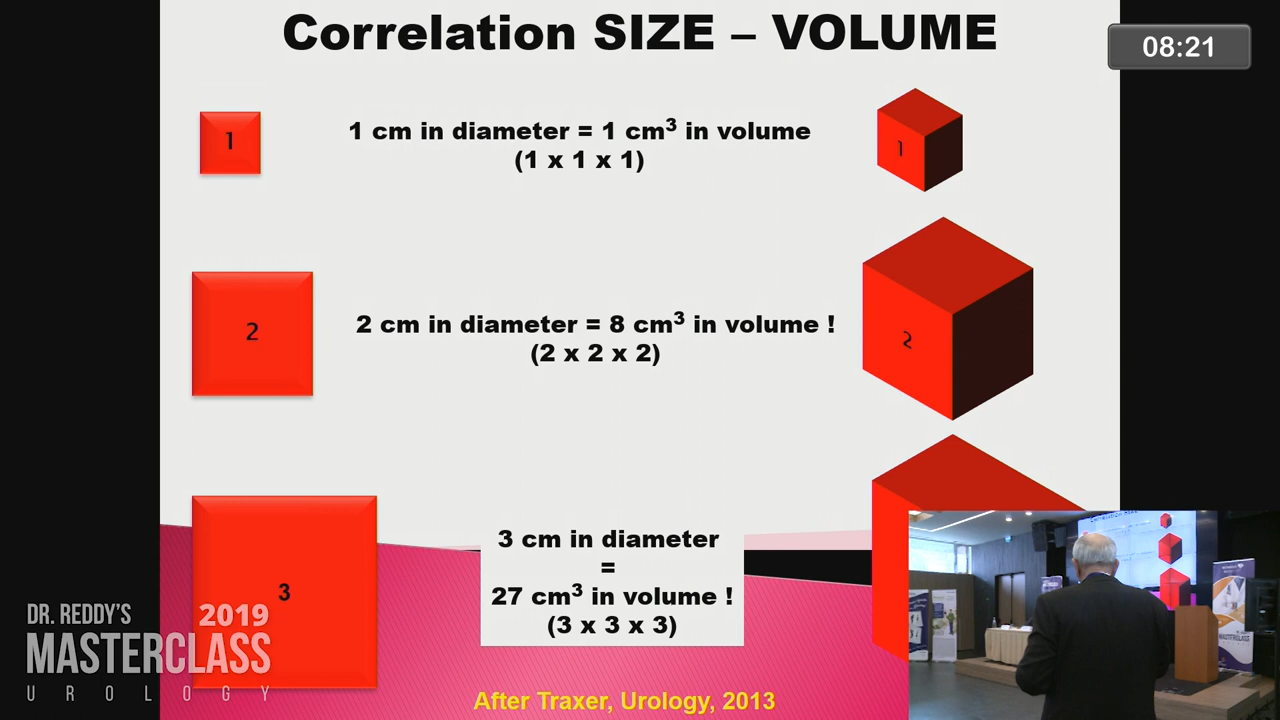 Correlation SIZE – VOLUME
08:21
1
1 cm in diameter = 1 cm³ in volume
(1 x 1 x 1)
1
2
2 cm in diameter = 8 cm³ in volume !
(2 x 2 x 2)
2
3
3 cm in diameter
=
27 cm³ in volume !
(3 x 3 x 3)
After Traxer, Urology, 2013
DR. REDDY'S 2019
MASTERCLASS
UROLOGY